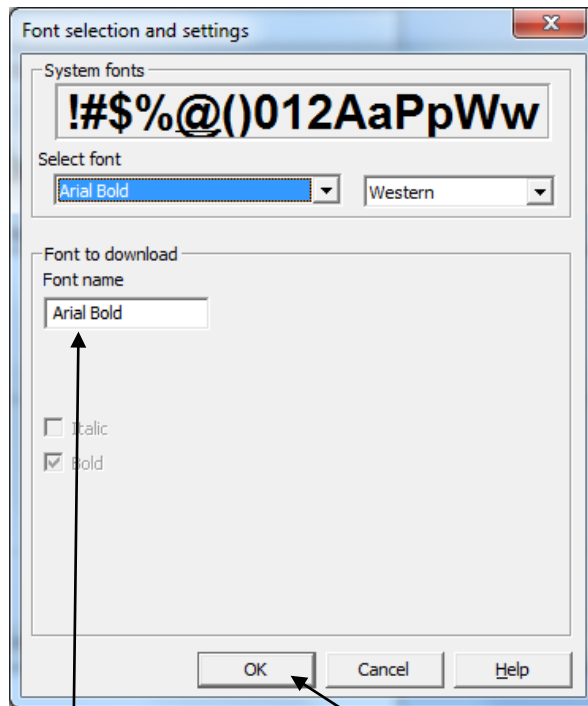 Font selection and settings
System fonts
!#$%@()012AaPpWw
Select font
Arial Bold
Western
Font to download
Font name
Arial Bold
Italic
Bold
OK Cancel Help